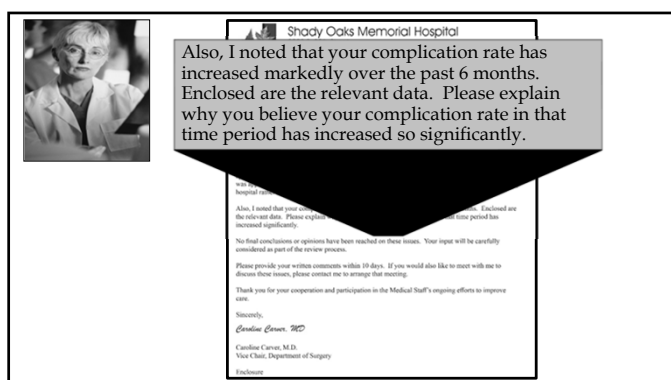 Shady Oaks Memorial Hospital
Also, I noted that your complication rate has
increased markedly over the past 6 months.
Enclosed are the relevant data.  Please explain
why you believe your complication rate in that
time period has increased so significantly.
was
hospital
Also, I noted that your Enclosed are
the relevant data. Please explain time period has
increased significantly.
No final conclusions or opinions have been reached on these issues. Your input will be carefully
considered as part of the review process.
Please provide your written comments within 10 days. If you would also like to meet with me to
discuss these issues, please contact me to arrange that meeting.
Thank you for your cooperation and participation in the Medical Staff's ongoing efforts to improve
care.
Sincerely,
Caroline Carver, MD
Caroline Carver, M.D.
Vice Chair, Department of Surgery
Enclosure